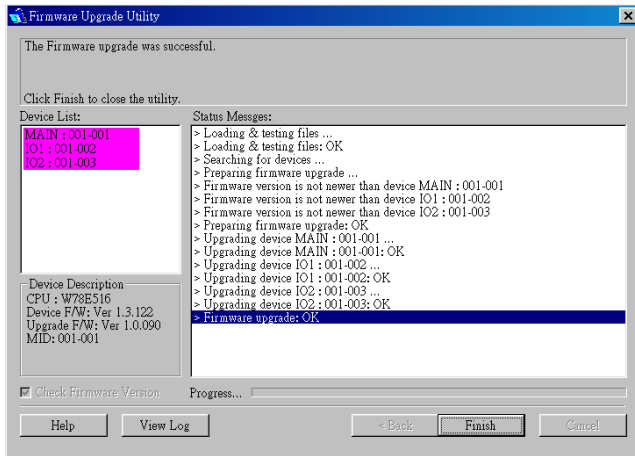 Firmware Upgrade Utility
The Firmware upgrade was successful.
Click Finish to close the utility.
Device List:
MAIN : 001-001
IO1 : 001-002
IO2 : 001-003
Status Messges:
> Loading & testing files ...
> Loading & testing files: OK
> Searching for devices ...
> Preparing firmware upgrade ...
> Firmware version is not newer than device MAIN : 001-001
> Firmware version is not newer than device IO1 : 001-002
> Firmware version is not newer than device IO2 : 001-003
> Preparing firmware upgrade: OK
> Upgrading device MAIN : 001-001 ...
> Upgrading device MAIN : 001-001: OK
> Upgrading device IO1 : 001-002 ...
> Upgrading device IO1 : 001-002: OK
> Upgrading device IO2 : 001-003 ...
> Upgrading device IO2 : 001-003: OK
> Firmware upgrade: OK
Device Description
CPU : W78E516
Device F/W: Ver 1.3.122
Upgrade F/W: Ver 1.0.090
MID: 001-001
Check Firmware Version
Progress...
Help
View Log
< Back
Finish
Cancel